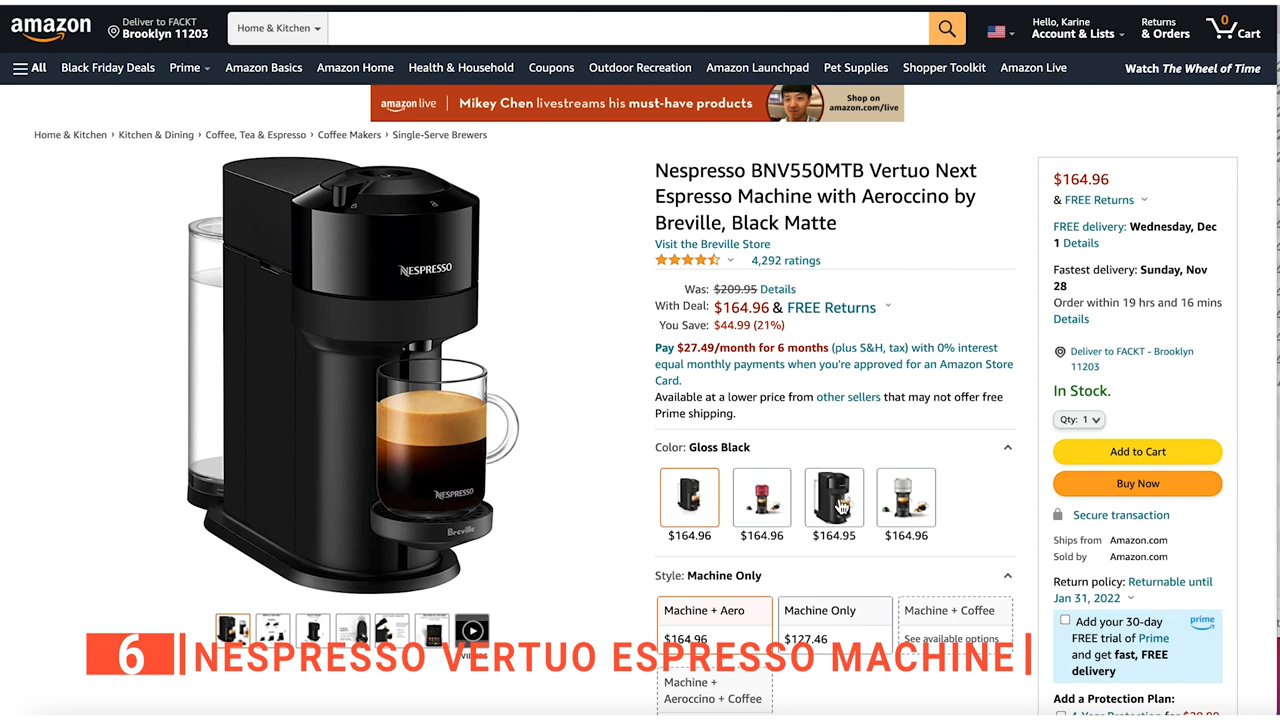 amazon
Deliver to FACKT
Brooklyn 11203
Home & Kitchen
Hello, Karine
Account & Lists
Returns
& Orders
0
Cart
All
Black Friday Deals
Prime
Amazon Basics
Amazon Home
Health & Household
Coupons
Outdoor Recreation
Amazon Launchpad
Pet Supplies
Shopper Toolkit
Amazon Live
Watch The Wheel of Time
amazon live
Mikey Chen livestreams his must-have products
Shop on
amazon.com/live
Home & Kitchen › Kitchen & Dining › Coffee, Tea & Espresso › Coffee Makers › Single-Serve Brewers
NESPRESSO
NESPRESSO
Breville
Nespresso BNV550MTB Vertuo Next
Espresso Machine with Aeroccino by
Breville, Black Matte
Visit the Breville Store
4,292 ratings
Was: $209.95 Details
With Deal: $164.96 & FREE Returns
You Save: $44.99 (21%)
Pay $27.49/month for 6 months (plus S&H, tax) with 0% interest
equal monthly payments when you're approved for an Amazon Store
Card.
Available at a lower price from other sellers that may not offer free
Prime shipping.
Color: Gloss Black
$164.96
$164.96
$164.95
$164.96
Style: Machine Only
Machine + Aero
$164.96
Machine Only
$127.46
Machine + Coffee
See available options
Machine +
Aeroccino + Coffee
$164.96
& FREE Returns
FREE delivery: Wednesday, Dec
1 Details
Fastest delivery: Sunday, Nov
28
Order within 19 hrs and 16 mins
Details
Deliver to FACKT - Brooklyn
11203
In Stock.
Qty: 1
Add to Cart
Buy Now
Secure transaction
Ships from Amazon.com
Sold by Amazon.com
Return policy: Returnable until
Jan 31, 2022
Add your 30-day
FREE trial of Prime
and get fast, FREE
delivery
prime
Add a Protection Plan:
6
NESPRESSO VERTUO ESPRESSO MACHINE